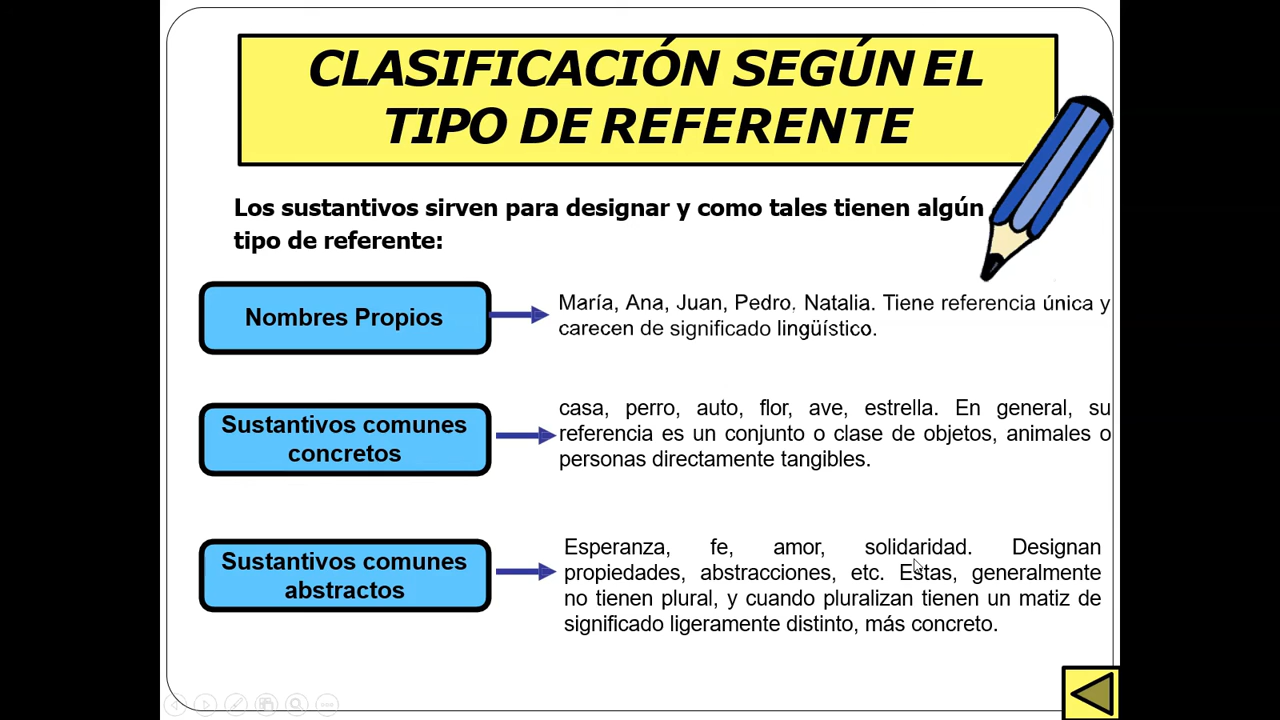 CLASIFICACIÓN SEGÚN EL
TIPO DE REFERENTE
Los sustantivos sirven para designar y como tales tienen algún
tipo de referente:
Nombres Propios
María, Ana, Juan, Pedro, Natalia. Tiene referencia única y
carecen de significado lingüístico.
Sustantivos comunes
concretos
casa, perro, auto, flor, ave, estrella. En general, su
referencia es un conjunto o clase de objetos, animales o
personas directamente tangibles.
Sustantivos comunes
abstractos
Esperanza, fe, amor, solidaridad. Designan
propiedades, abstracciones, etc. Estas, generalmente
no tienen plural, y cuando pluralizan tienen un matiz de
significado ligeramente distinto, más concreto.